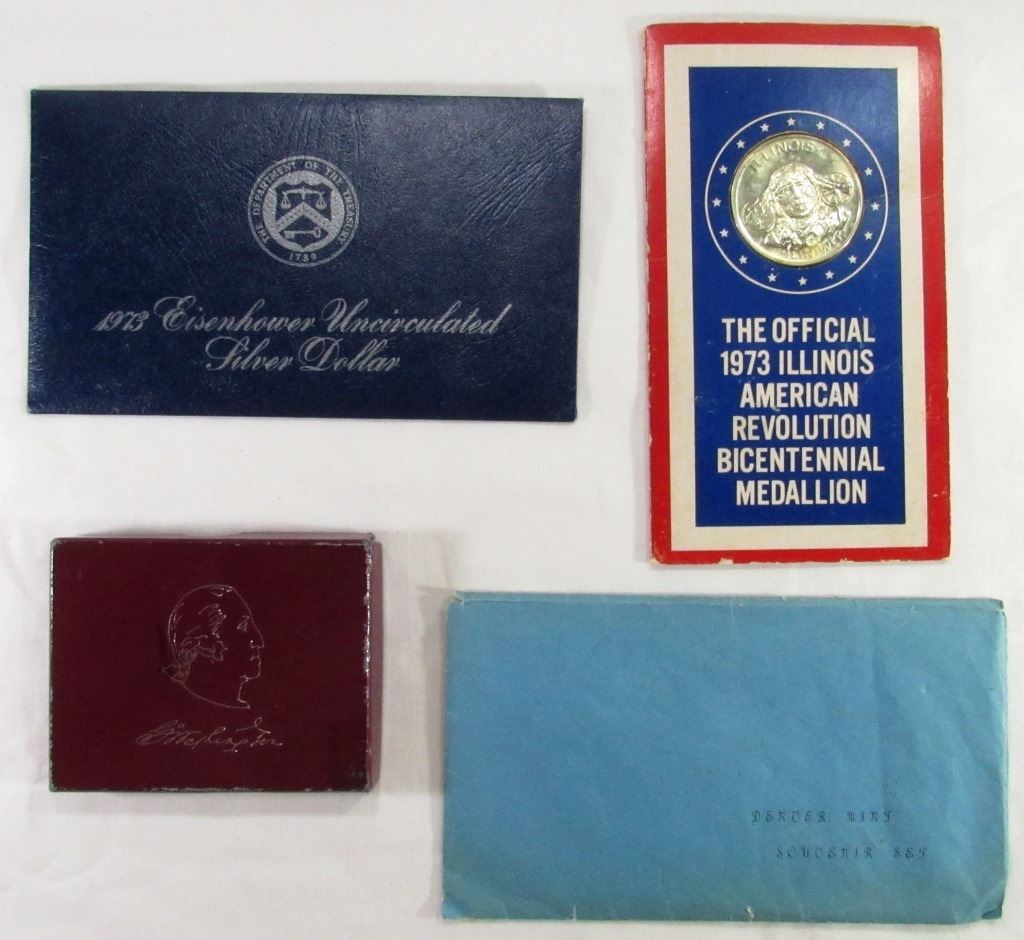 THE DEPARTMENT OF THE TREASURY
1789
1973 Eisenhower Uncirculated
Silver Dollar
ILLINOIS
THE OFFICIAL
1973 ILLINOIS
AMERICAN
REVOLUTION
BICENTENNIAL
MEDALLION
G Washington
DENVER MINT
SOUVENIR SET